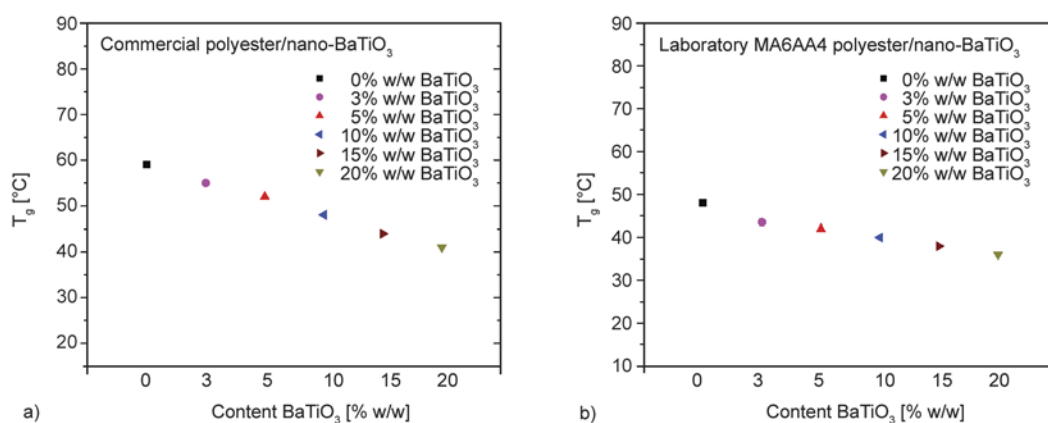 90
80
70
60
50
40
30
20
T_g [°C]
Commercial polyester/nano-BaTiO₃
0% w/w BaTiO₃
3% w/w BaTiO₃
5% w/w BaTiO₃
10% w/w BaTiO₃
15% w/w BaTiO₃
20% w/w BaTiO₃
0 3 5 10 15 20
a) Content BaTiO₃ [% w/w]
90
80
70
60
50
40
30
20
10
T_g [°C]
Laboratory MA6AA4 polyester/nano-BaTiO₃
0% w/w BaTiO₃
3% w/w BaTiO₃
5% w/w BaTiO₃
10% w/w BaTiO₃
15% w/w BaTiO₃
20% w/w BaTiO₃
0 3 5 10 15 20
b) Content BaTiO₃ [% w/w]